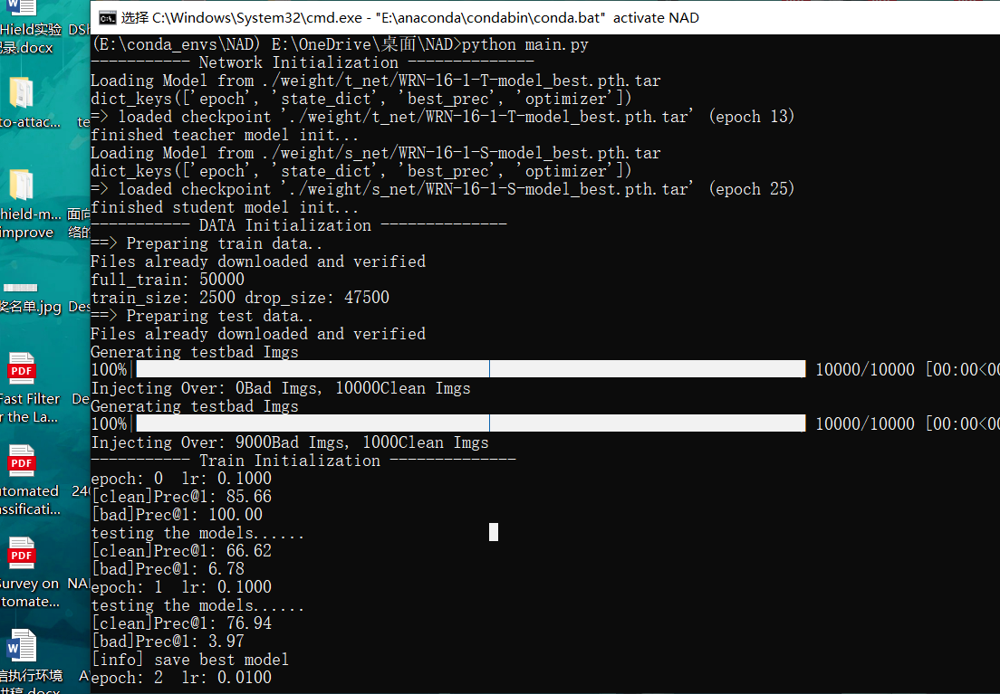 选择 C:\Windows\System32\cmd.exe - "E:\anaconda\condabin\conda.bat" activate NAD
(E:\conda_envs\NAD) E:\OneDrive\桌面\NAD>python main.py
----------- Network Initialization --------------
Loading Model from ./weight/t_net/WRN-16-1-T-model_best.pth.tar
dict_keys(['epoch', 'state_dict', 'best_prec', 'optimizer'])
=> loaded checkpoint './weight/t_net/WRN-16-1-T-model_best.pth.tar' (epoch 13)
finished teacher model init...
Loading Model from ./weight/s_net/WRN-16-1-S-model_best.pth.tar
dict_keys(['epoch', 'state_dict', 'best_prec', 'optimizer'])
=> loaded checkpoint './weight/s_net/WRN-16-1-S-model_best.pth.tar' (epoch 25)
finished student model init...
----------- DATA Initialization --------------
==> Preparing train data..
Files already downloaded and verified
full_train: 50000
train_size: 2500 drop_size: 47500
==> Preparing test data..
Files already downloaded and verified
Generating testbad Imgs
100%| 10000/10000 [00:00<00
Injecting Over: 0Bad Imgs, 10000Clean Imgs
Generating testbad Imgs
100%| 10000/10000 [00:00<00
Injecting Over: 9000Bad Imgs, 1000Clean Imgs
----------- Train Initialization --------------
epoch: 0  lr: 0.1000
[clean]Prec@1: 85.66
[bad]Prec@1: 100.00
testing the models......
[clean]Prec@1: 66.62
[bad]Prec@1: 6.78
epoch: 1  lr: 0.1000
testing the models......
[clean]Prec@1: 76.94
[bad]Prec@1: 3.97
[info] save best model
epoch: 2  lr: 0.0100
Hield实验
录.docx
DSh
to-attac...
te
hield-m...
improve
面向
络的
奖名单.jpg
Des
PDF
Fast Filter
r the La...
De
PDF
utomated
assificati...
240
PDF
Survey on
utomate...
NA
信执行环境
讲稿.docx
A